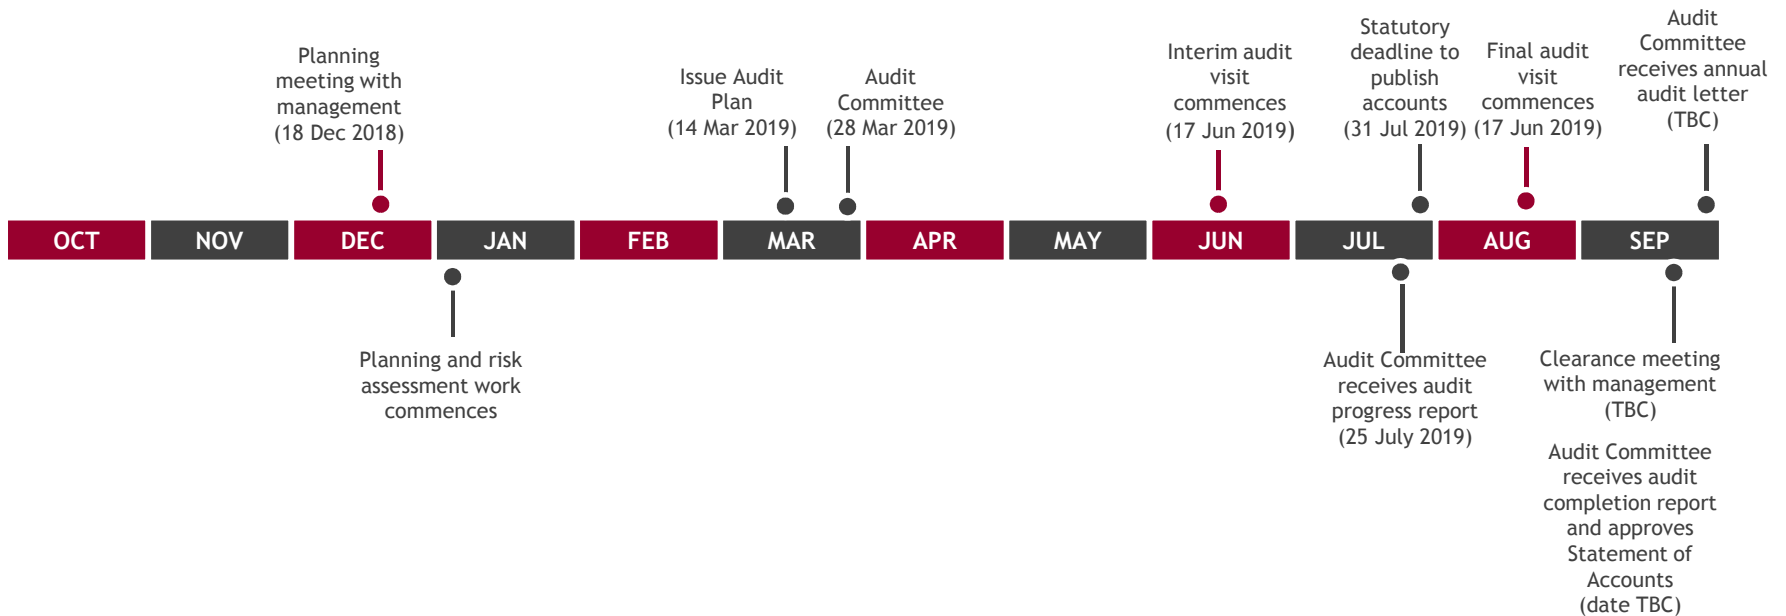 Planning
meeting with
management
(18 Dec 2018)
Issue Audit
Plan
(14 Mar 2019)
Audit
Committee
(28 Mar 2019)
Interim audit
visit
commences
(17 Jun 2019)
Statutory
deadline to
publish
accounts
(31 Jul 2019)
Final audit
visit
commences
(17 Jun 2019)
Audit
Committee
receives annual
audit letter
(TBC)
OCT
NOV
DEC
JAN
FEB
MAR
APR
MAY
JUN
JUL
AUG
SEP
Planning and risk
assessment work
commences
Audit Committee
receives audit
progress report
(25 July 2019)
Clearance meeting
with management
(TBC)
Audit Committee
receives audit
completion report
and approves
Statement of
Accounts
(date TBC)